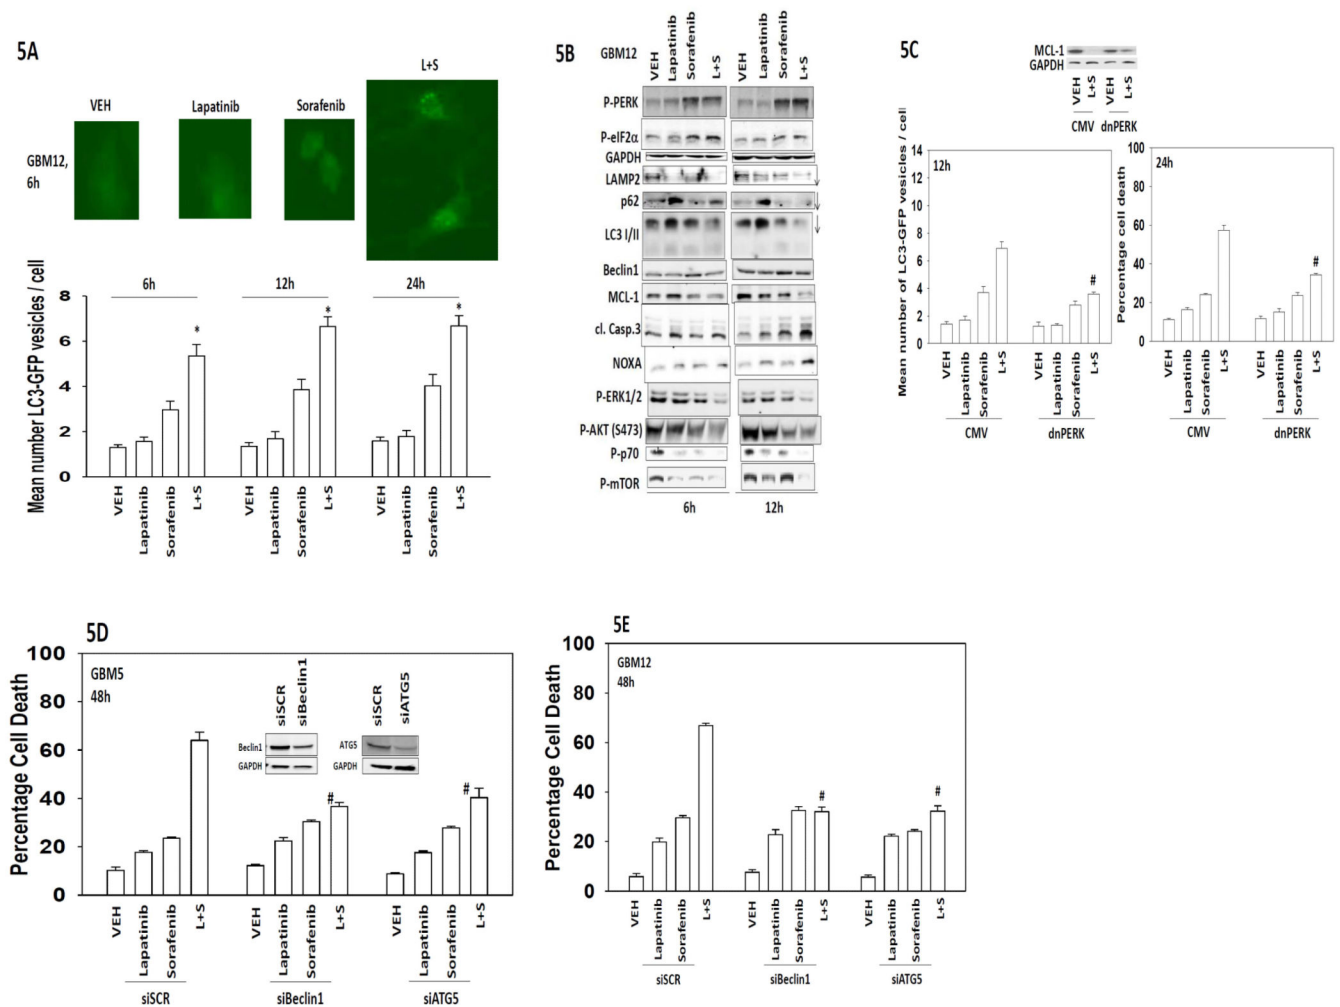 5A
VEH
Lapatinib
Sorafenib
L+S
GBM12,
6h
Mean number LC3-GFP vesicles / cell
8
6
4
2
0
6h
12h
24h
*
*
*
VEH
Lapatinib
Sorafenib
L+S
VEH
Lapatinib
Sorafenib
L+S
VEH
Lapatinib
Sorafenib
L+S
5B
GBM12
VEH
Lapatinib
Sorafenib
L+S
VEH
Lapatinib
Sorafenib
L+S
P-PERK
P-eIF2α
GAPDH
LAMP2
p62
LC3 I/II
Beclin1
MCL-1
cl. Casp.3
NOXA
P-ERK1/2
P-AKT (S473)
P-p70
P-mTOR
6h
12h
5C
MCL-1
GAPDH
VEH
L+S
VEH
L+S
CMV
dnPERK
Mean number of LC3-GFP vesicles / cell
14
12
10
8
6
4
2
0
12h
#
VEH
Lapatinib
Sorafenib
L+S
VEH
Lapatinib
Sorafenib
L+S
CMV
dnPERK
Percentage cell death
100
80
60
40
20
0
24h
#
VEH
Lapatinib
Sorafenib
L+S
VEH
Lapatinib
Sorafenib
L+S
CMV
dnPERK
5D
Percentage Cell Death
100
80
60
40
20
0
GBM5
48h
siSCR
siBeclin1
Beclin1
GAPDH
siSCR
siATG5
ATG5
GAPDH
#
#
VEH
Lapatinib
Sorafenib
L+S
VEH
Lapatinib
Sorafenib
L+S
VEH
Lapatinib
Sorafenib
L+S
siSCR
siBeclin1
siATG5
5E
Percentage Cell Death
100
80
60
40
20
0
GBM12
48h
#
#
VEH
Lapatinib
Sorafenib
L+S
VEH
Lapatinib
Sorafenib
L+S
VEH
Lapatinib
Sorafenib
L+S
siSCR
siBeclin1
siATG5